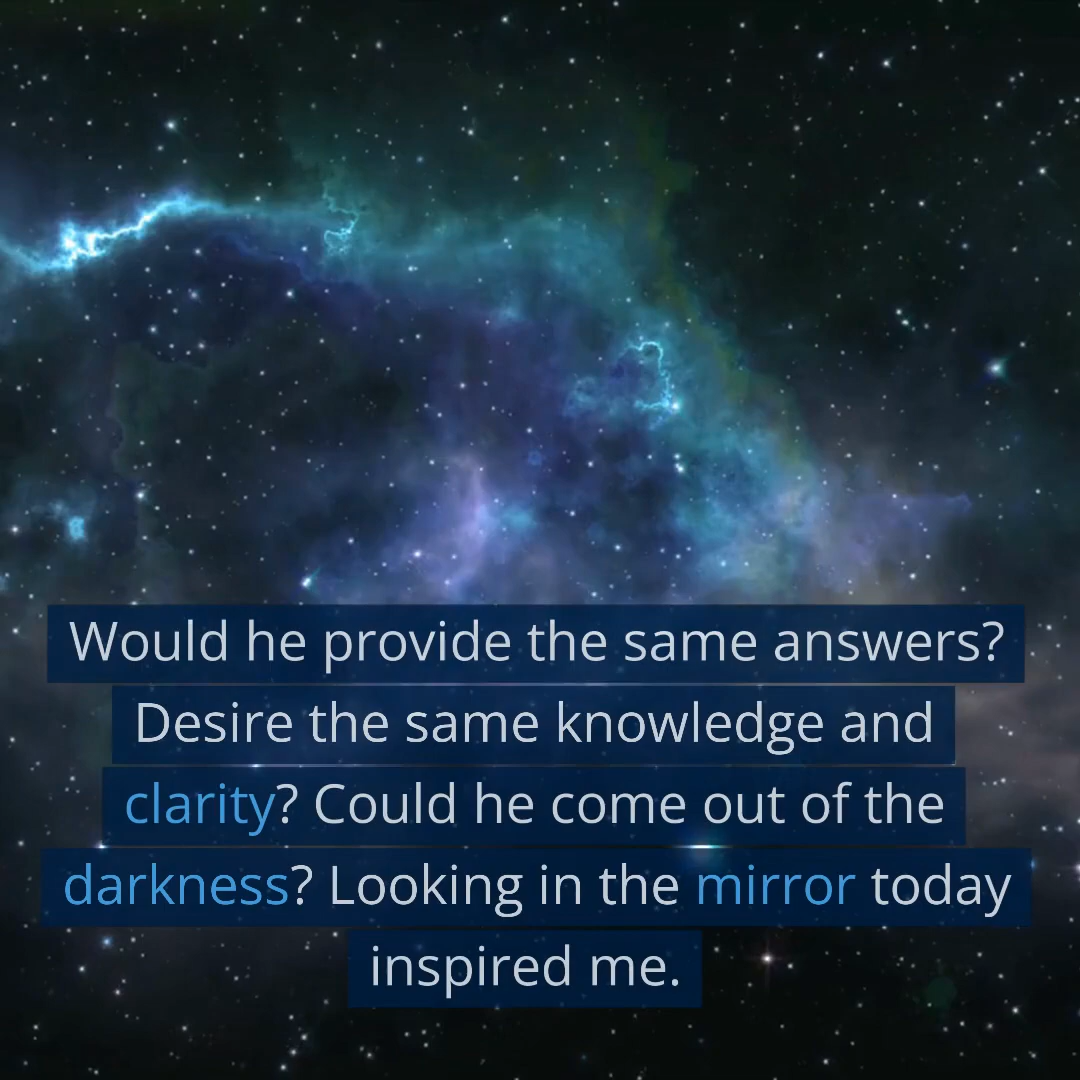 Would he provide the same answers?
Desire the same knowledge and
clarity? Could he come out of the
darkness? Looking in the mirror today
inspired me.